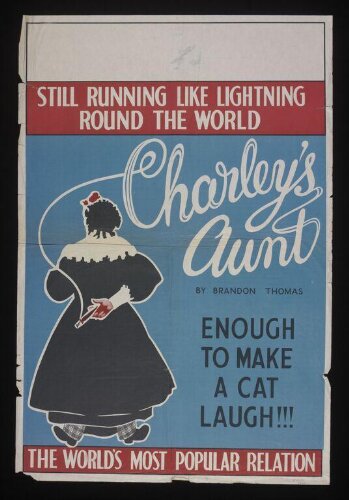 STILL RUNNING LIKE LIGHTNING
ROUND THE WORLD
Charley's
Aunt
BY BRANDON THOMAS
ENOUGH
TO MAKE
A CAT
LAUGH!!!
THE WORLD'S MOST POPULAR RELATION